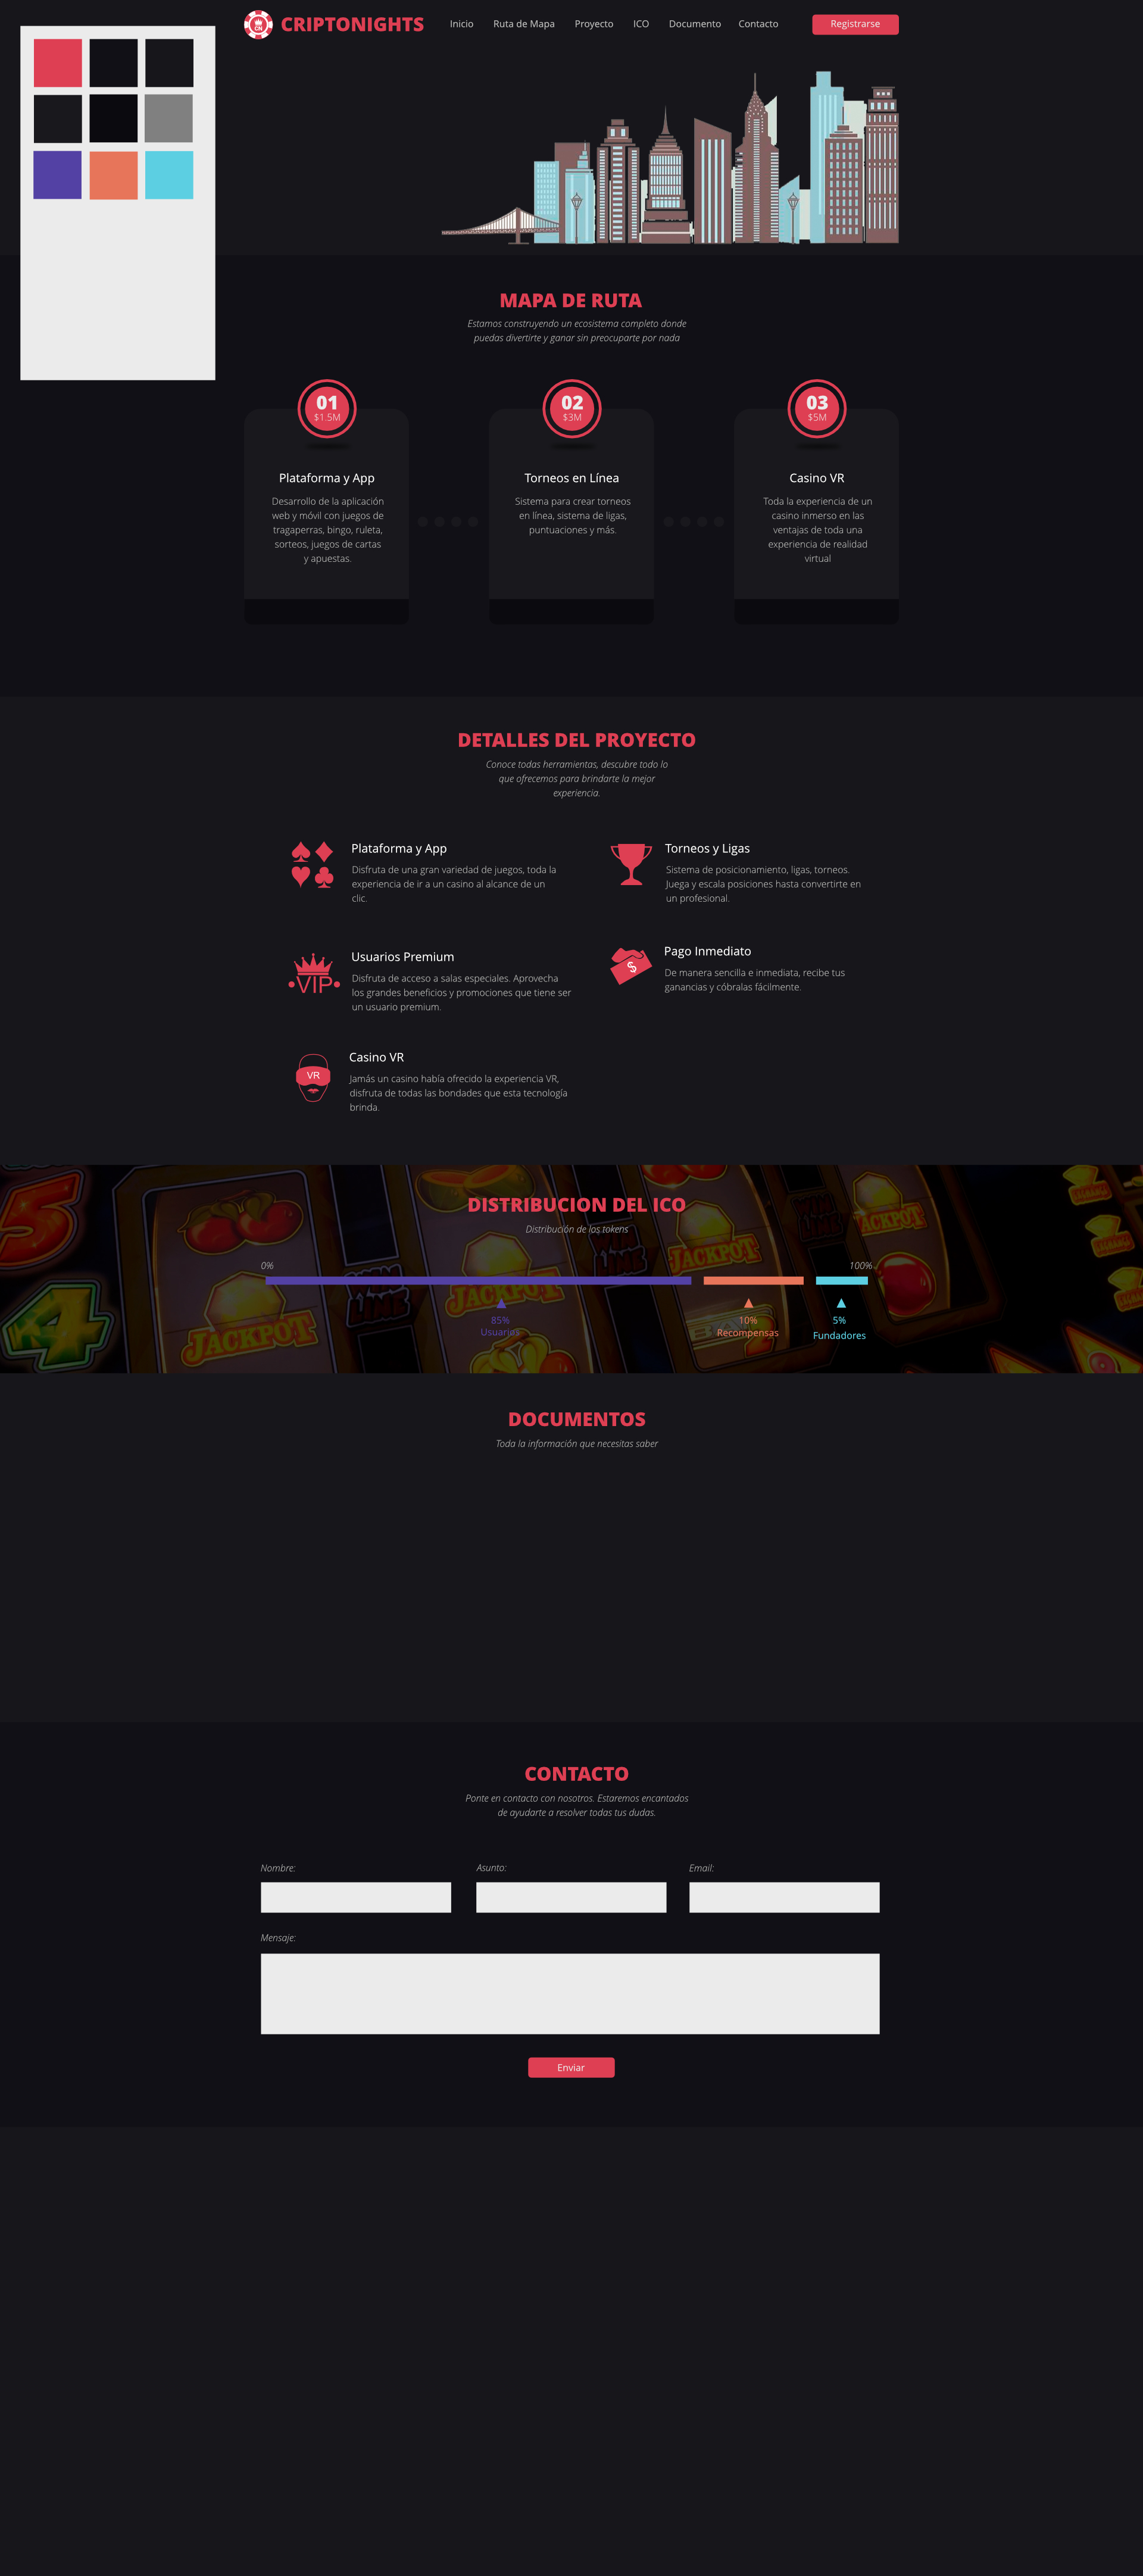 CRIPTONIGHTS
CN
Inicio
Ruta de Mapa
Proyecto
ICO
Documento
Contacto
Registrarse
MAPA DE RUTA
Estamos construyendo un ecosistema completo donde
puedas divertirte y ganar sin preocuparte por nada
01
$1.5M
Plataforma y App
Desarrollo de la aplicación
web y móvil con juegos de
tragaperras, bingo, ruleta,
sorteos, juegos de cartas
y apuestas.
02
$3M
Torneos en Línea
Sistema para crear torneos
en línea, sistema de ligas,
puntuaciones y más.
03
$5M
Casino VR
Toda la experiencia de un
casino inmerso en las
ventajas de toda una
experiencia de realidad
virtual
DETALLES DEL PROYECTO
Conoce todas herramientas, descubre todo lo
que ofrecemos para brindarte la mejor
experiencia.
Plataforma y App
Disfruta de una gran variedad de juegos, toda la
experiencia de ir a un casino al alcance de un
clic.
Torneos y Ligas
Sistema de posicionamiento, ligas, torneos.
Juega y escala posiciones hasta convertirte en
un profesional.
VIP
Usuarios Premium
Disfruta de acceso a salas especiales. Aprovecha
los grandes beneficios y promociones que tiene ser
un usuario premium.
$
Pago Inmediato
De manera sencilla e inmediata, recibe tus
ganancias y cóbralas fácilmente.
VR
Casino VR
Jamás un casino había ofrecido la experiencia VR,
disfruta de todas las bondades que esta tecnología
brinda.
DISTRIBUCION DEL ICO
Distribución de los tokens
0%
100%
85%
Usuarios
10%
Recompensas
5%
Fundadores
5
4
JACKPOT
JACKPOT
JACKPOT
JACKPOT
JACKPOT
LINE
DOCUMENTOS
Toda la información que necesitas saber
CONTACTO
Ponte en contacto con nosotros. Estaremos encantados
de ayudarte a resolver todas tus dudas.
Nombre:
Asunto:
Email:
Mensaje:
Enviar